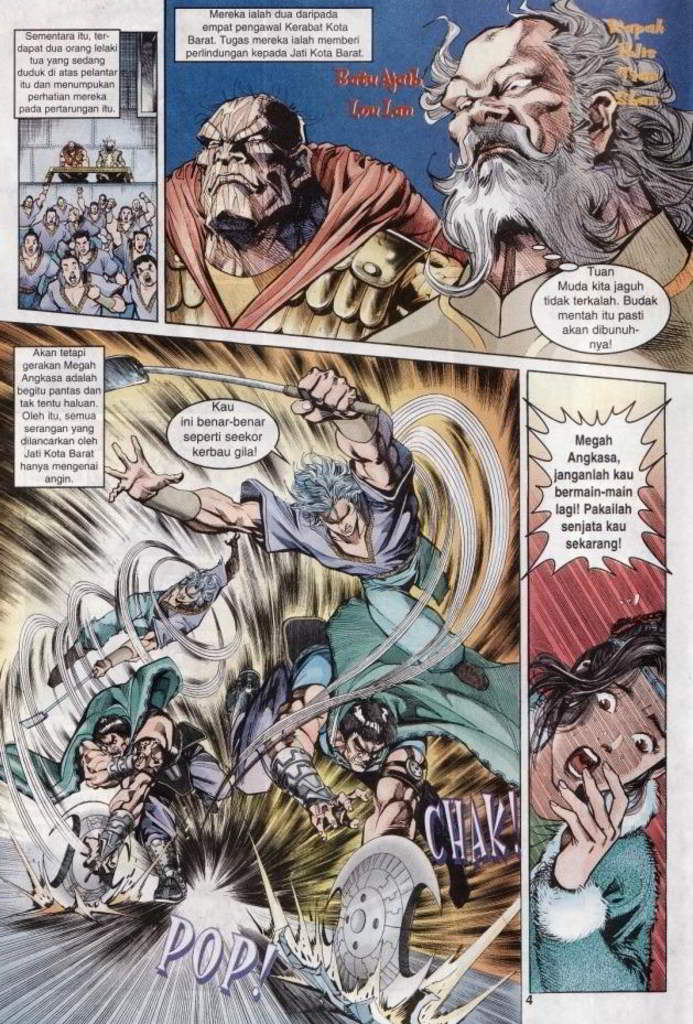 Sementara itu, ter-
dapat dua orang lelaki
tua yang sedang
duduk di atas pelantar
itu dan menumpukan
perhatian mereka
pada pertarungan itu.
Mereka ialah dua daripada
empat pengawal Kerabat Kota
Barat. Tugas mereka ialah memberi
perlindungan kepada Jati Kota Barat.
Batu Ajaib
Lou Lan
Kapak
Tian
Shan
Tuan
Muda kita jaguh
tidak terkalah. Budak
mentah itu pasti
akan dibunuh-
nya!
Akan tetapi
gerakan Megah
Angkasa adalah
begitu pantas dan
tak tentu haluan.
Oleh itu, semua
serangan yang
dilancarkan oleh
Jati Kota Barat
hanya mengenai
angin.
Kau
ini benar-benar
seperti seekor
kerbau gila!
Megah
Angkasa,
janganlah kau
bermain-main
lagi! Pakailah
senjata kau
sekarang!
CHAK!
POP!
4